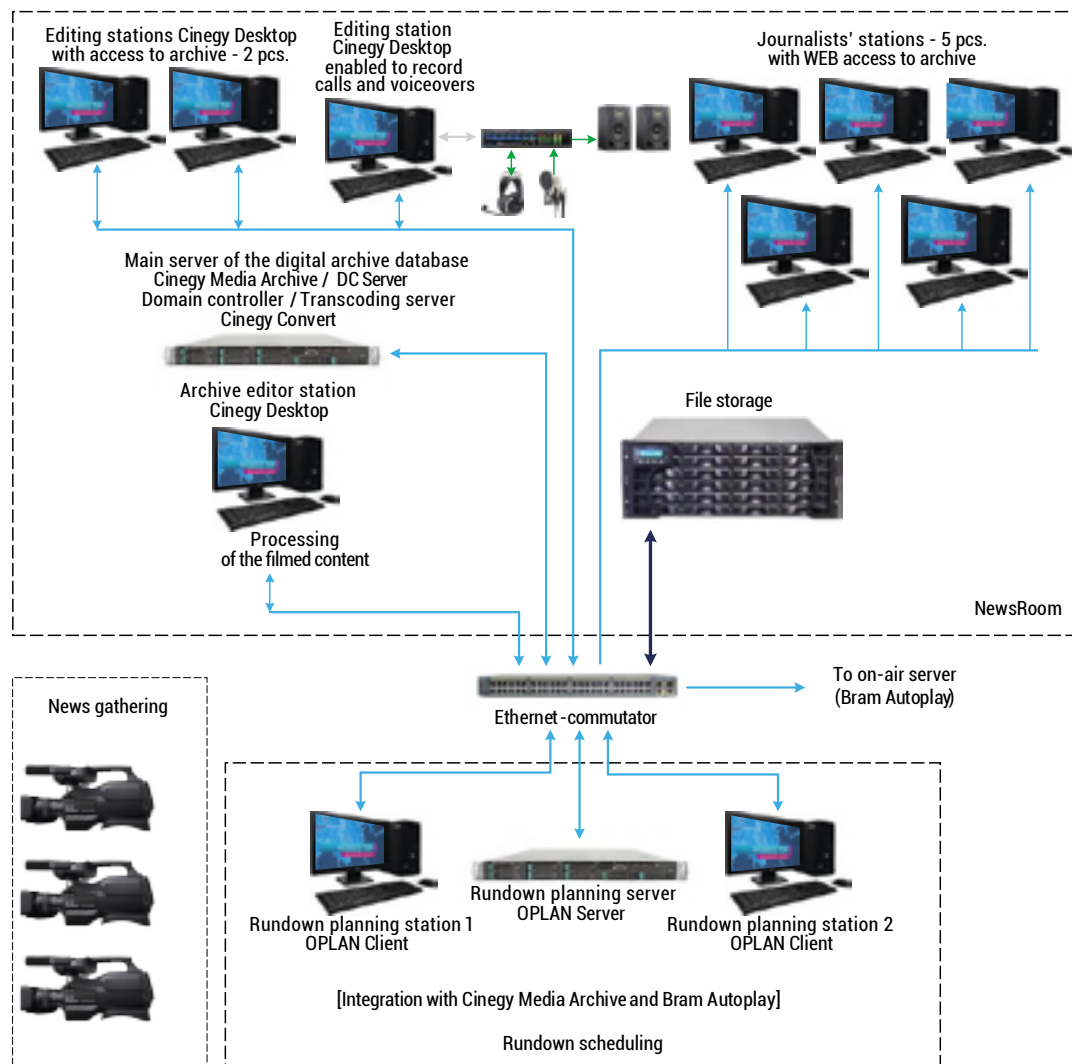 Editing stations Cinegy Desktop
with access to archive - 2 pcs.
Editing station
Cinegy Desktop
enabled to record
calls and voiceovers
Journalists' stations - 5 pcs.
with WEB access to archive
Main server of the digital archive database
Cinegy Media Archive / DC Server
Domain controller / Transcoding server
Cinegy Convert
Archive editor station
Cinegy Desktop
File storage
Processing
of the filmed content
NewsRoom
News gathering
Ethernet-commutator
To on-air server
(Bram Autoplay)
Rundown planning station 1
OPLAN Client
Rundown planning server
OPLAN Server
Rundown planning station 2
OPLAN Client
[Integration with Cinegy Media Archive and Bram Autoplay]
Rundown scheduling